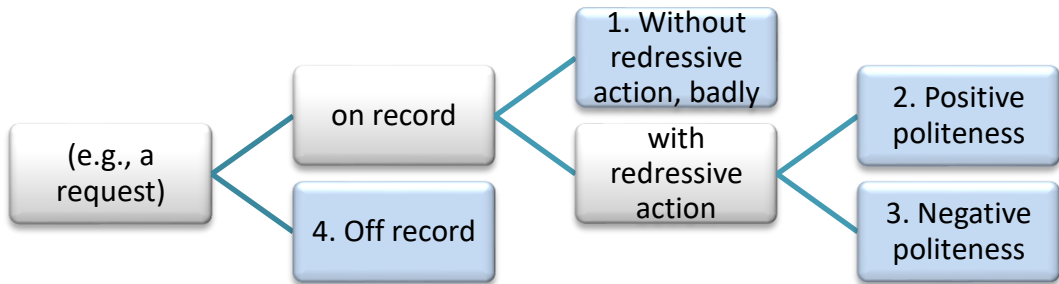 (e.g., a
request)
on record
4. Off record
1. Without
redressive
action, badly
with
redressive
action
2. Positive
politeness
3. Negative
politeness